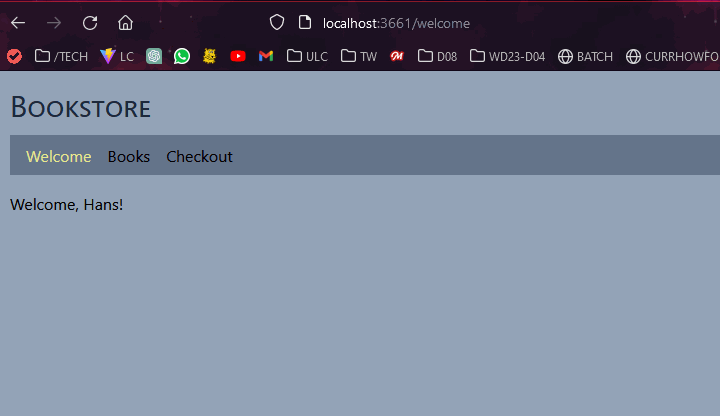 localhost:3661/welcome
/TECH LC ULC TW D08 WD23-D04 BATCH CURRHOWFO
Bookstore
Welcome Books Checkout
Welcome, Hans!